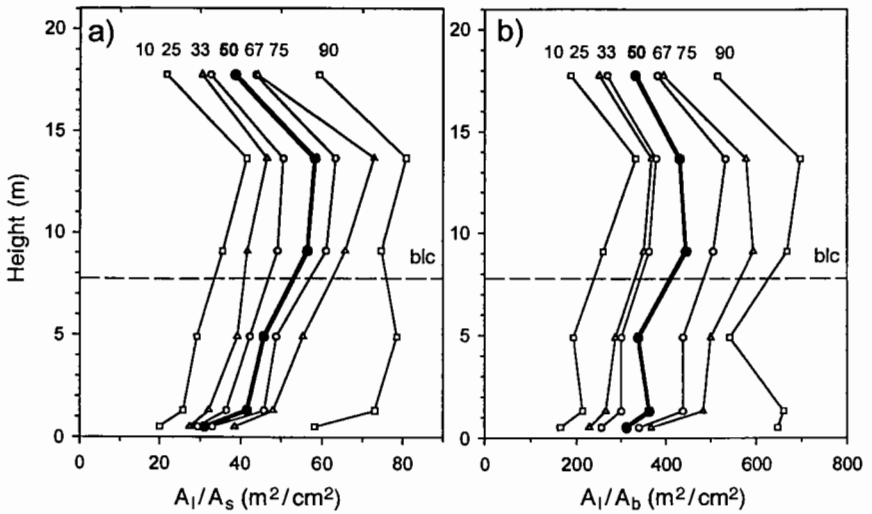 a)
b)
10 25 33 50 67 75 90
10 25 33 50 67 75 90
20
15
10
5
0
20
15
10
5
0
Height (m)
blc
blc
0 20 40 60 80
0 200 400 600 800
A_l/A_s (m²/cm²)
A_l/A_b (m²/cm²)